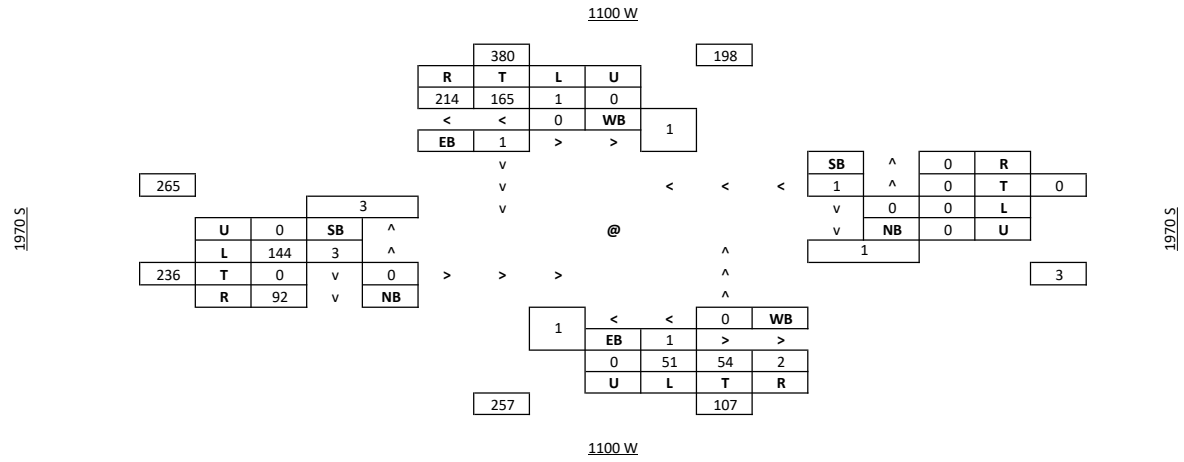 1100 W
380 198
R T L U
214 165 1 0
< < 0 WB
1
EB 1 > >
v SB ^ 0 R
265 v < < < 1 ^ 0 T 0
3 v v 0 0 L
U 0 SB ^ @ v NB 0 U
L 144 3 ^ ^ 1
236 T 0 v 0 > > > ^ 3
R 92 v NB ^
1 < < 0 WB
EB 1 > >
0 51 54 2
U L T R
257 107
1100 W
1970 S
1970 S